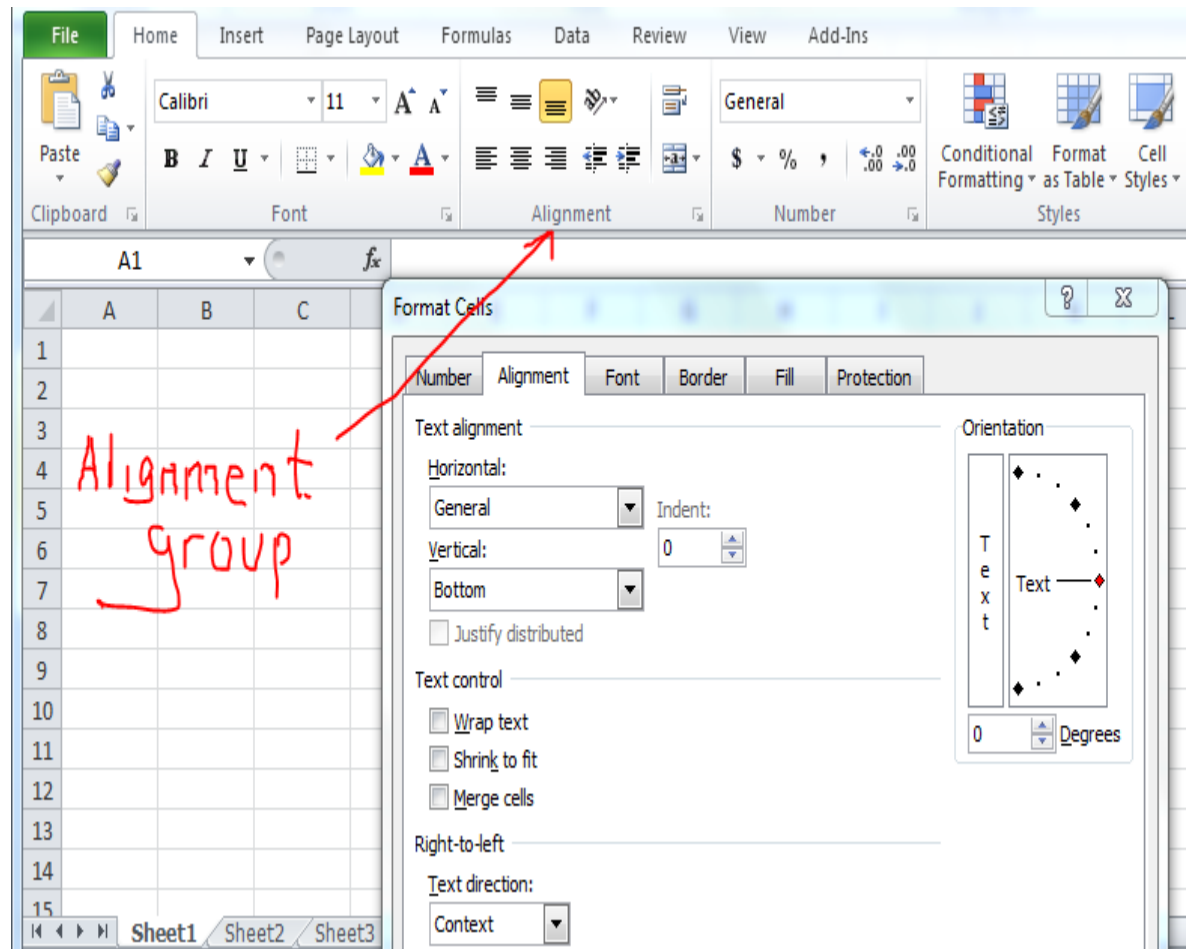 File Home Insert Page Layout Formulas Data Review View Add-Ins
Calibri 11 A A General
Paste B I U A a $ % , .0 .00 .00 .0 Conditional Formatting Format as Table Cell Styles
Clipboard Font Alignment Number Styles
A1 fx
A B C
Format Cells
Number Alignment Font Border Fill Protection
Text alignment
Orientation
Horizontal:
General
Indent:
Vertical:
0
Bottom
Justify distributed
Text
Text
Text control
Wrap text
Shrink to fit
Merge cells
0 Degrees
Right-to-left
Text direction:
Context
1
2
3
4
5
6
7
8
9
10
11
12
13
14
15
Alignment
group
Sheet1 Sheet2 Sheet3